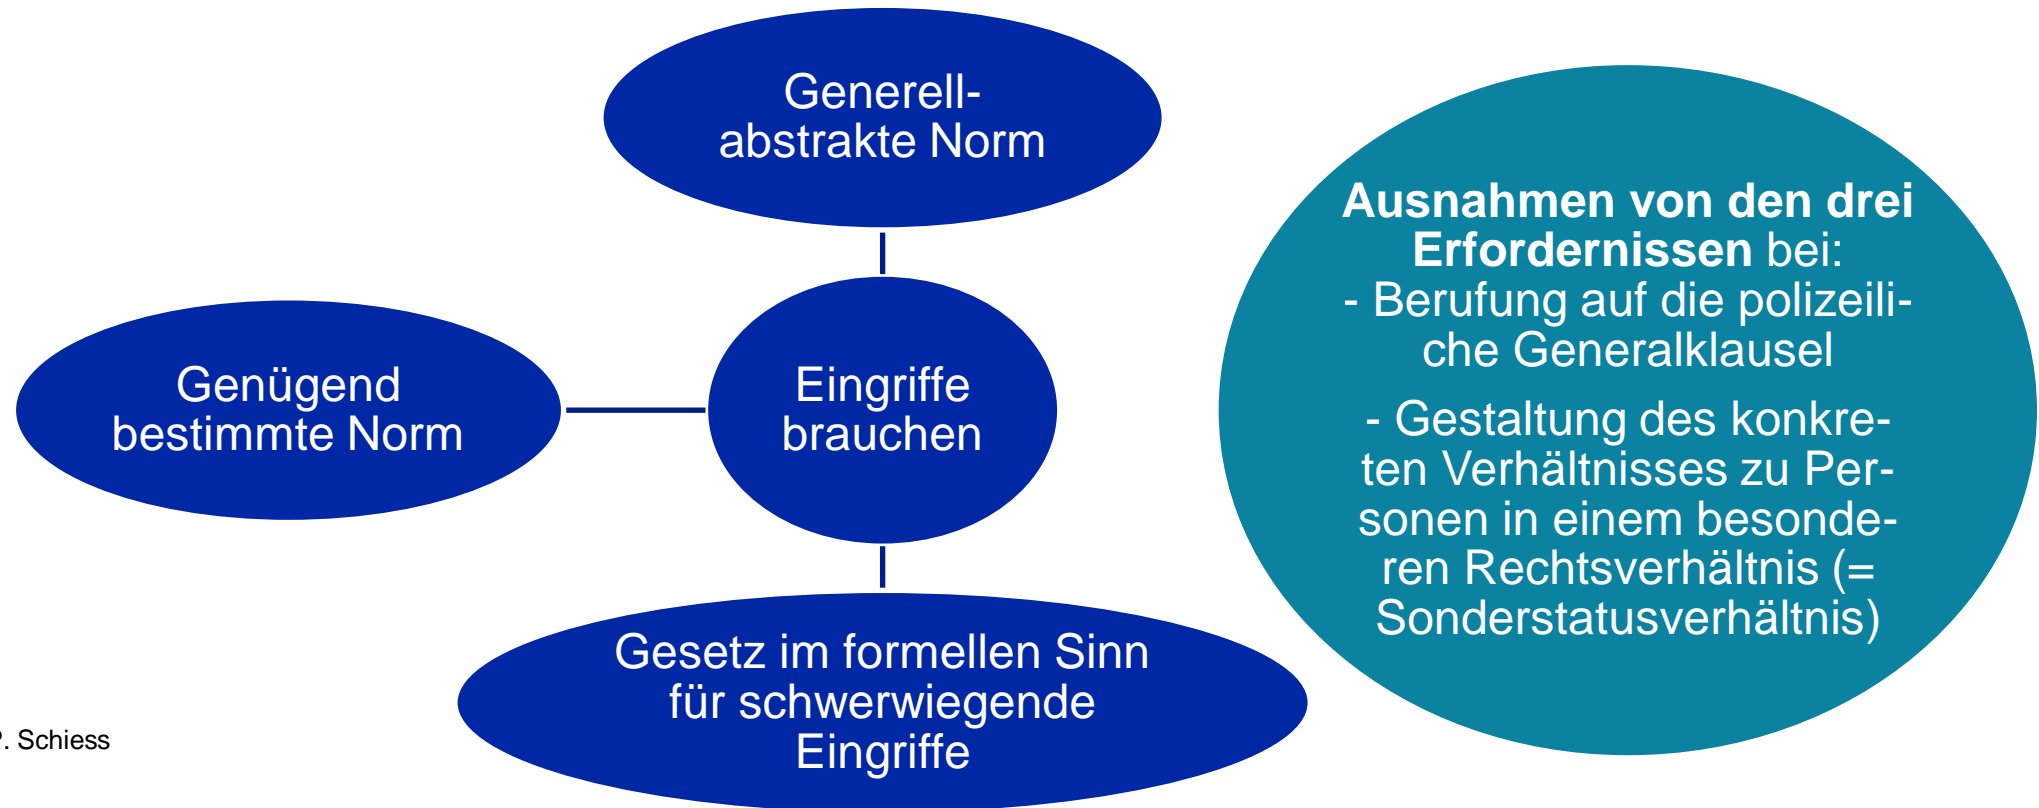 Generell-
abstrakte Norm
Genügend
bestimmte Norm
Eingriffe
brauchen
Gesetz im formellen Sinn
für schwerwiegende
Eingriffe
Ausnahmen von den drei
Erfordernissen bei:
- Berufung auf die polizeili-
che Generalklausel
- Gestaltung des konkre-
ten Verhältnisses zu Per-
sonen in einem besonde-
ren Rechtsverhältnis (=
Sonderstatusverhältnis)
P. Schiess